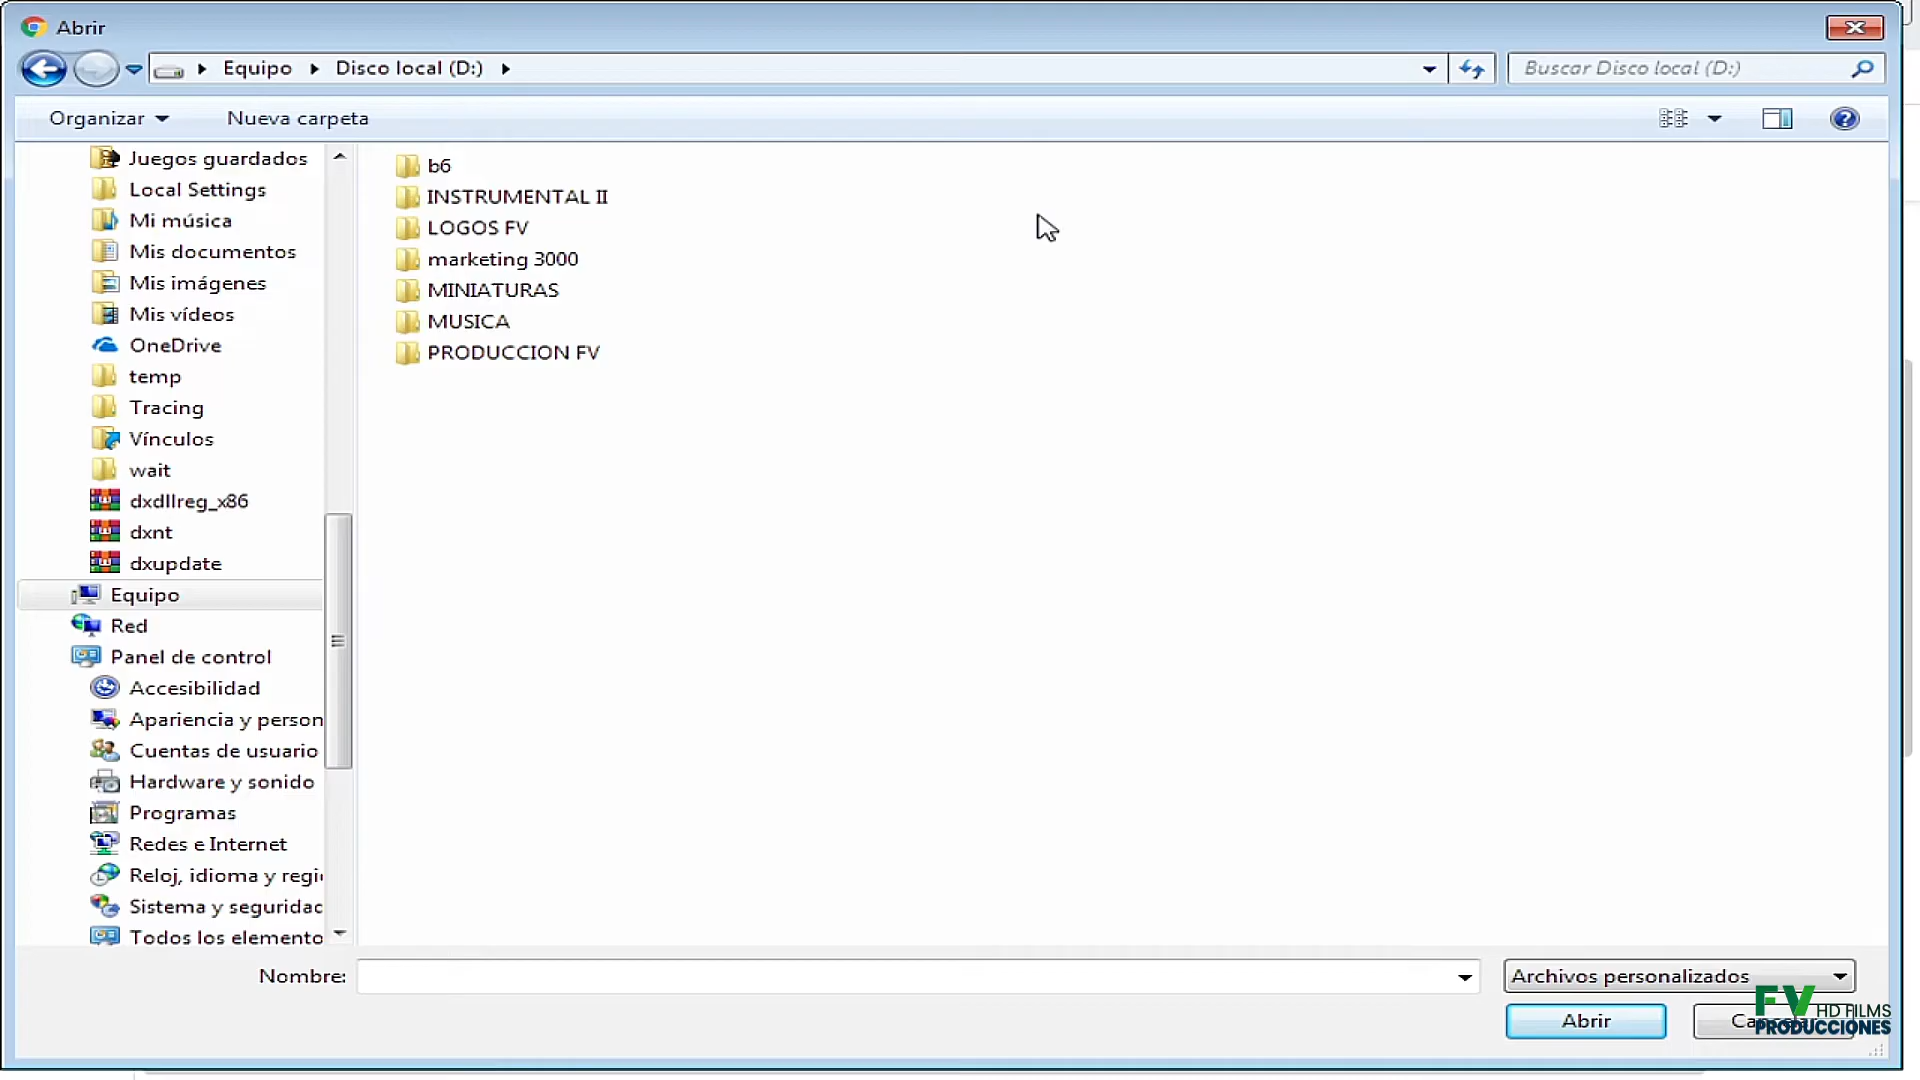 Abrir
Equipo
Disco local (D:)
Buscar Disco local (D:)
Organizar
Nueva carpeta
Juegos guardados
Local Settings
Mi música
Mis documentos
Mis imágenes
Mis vídeos
OneDrive
temp
Tracing
Vínculos
wait
dxdllreg_x86
dxnt
dxupdate
Equipo
Red
Panel de control
Accesibilidad
Apariencia y person
Cuentas de usuario
Hardware y sonido
Programas
Redes e Internet
Reloj, idioma y regi
Sistema y seguridad
Todos los elemento
b6
INSTRUMENTAL II
LOGOS FV
marketing 3000
MINIATURAS
MUSICA
PRODUCCION FV
Nombre:
Archivos personalizados
Abrir
FV HD FILMS
PRODUCCIONES